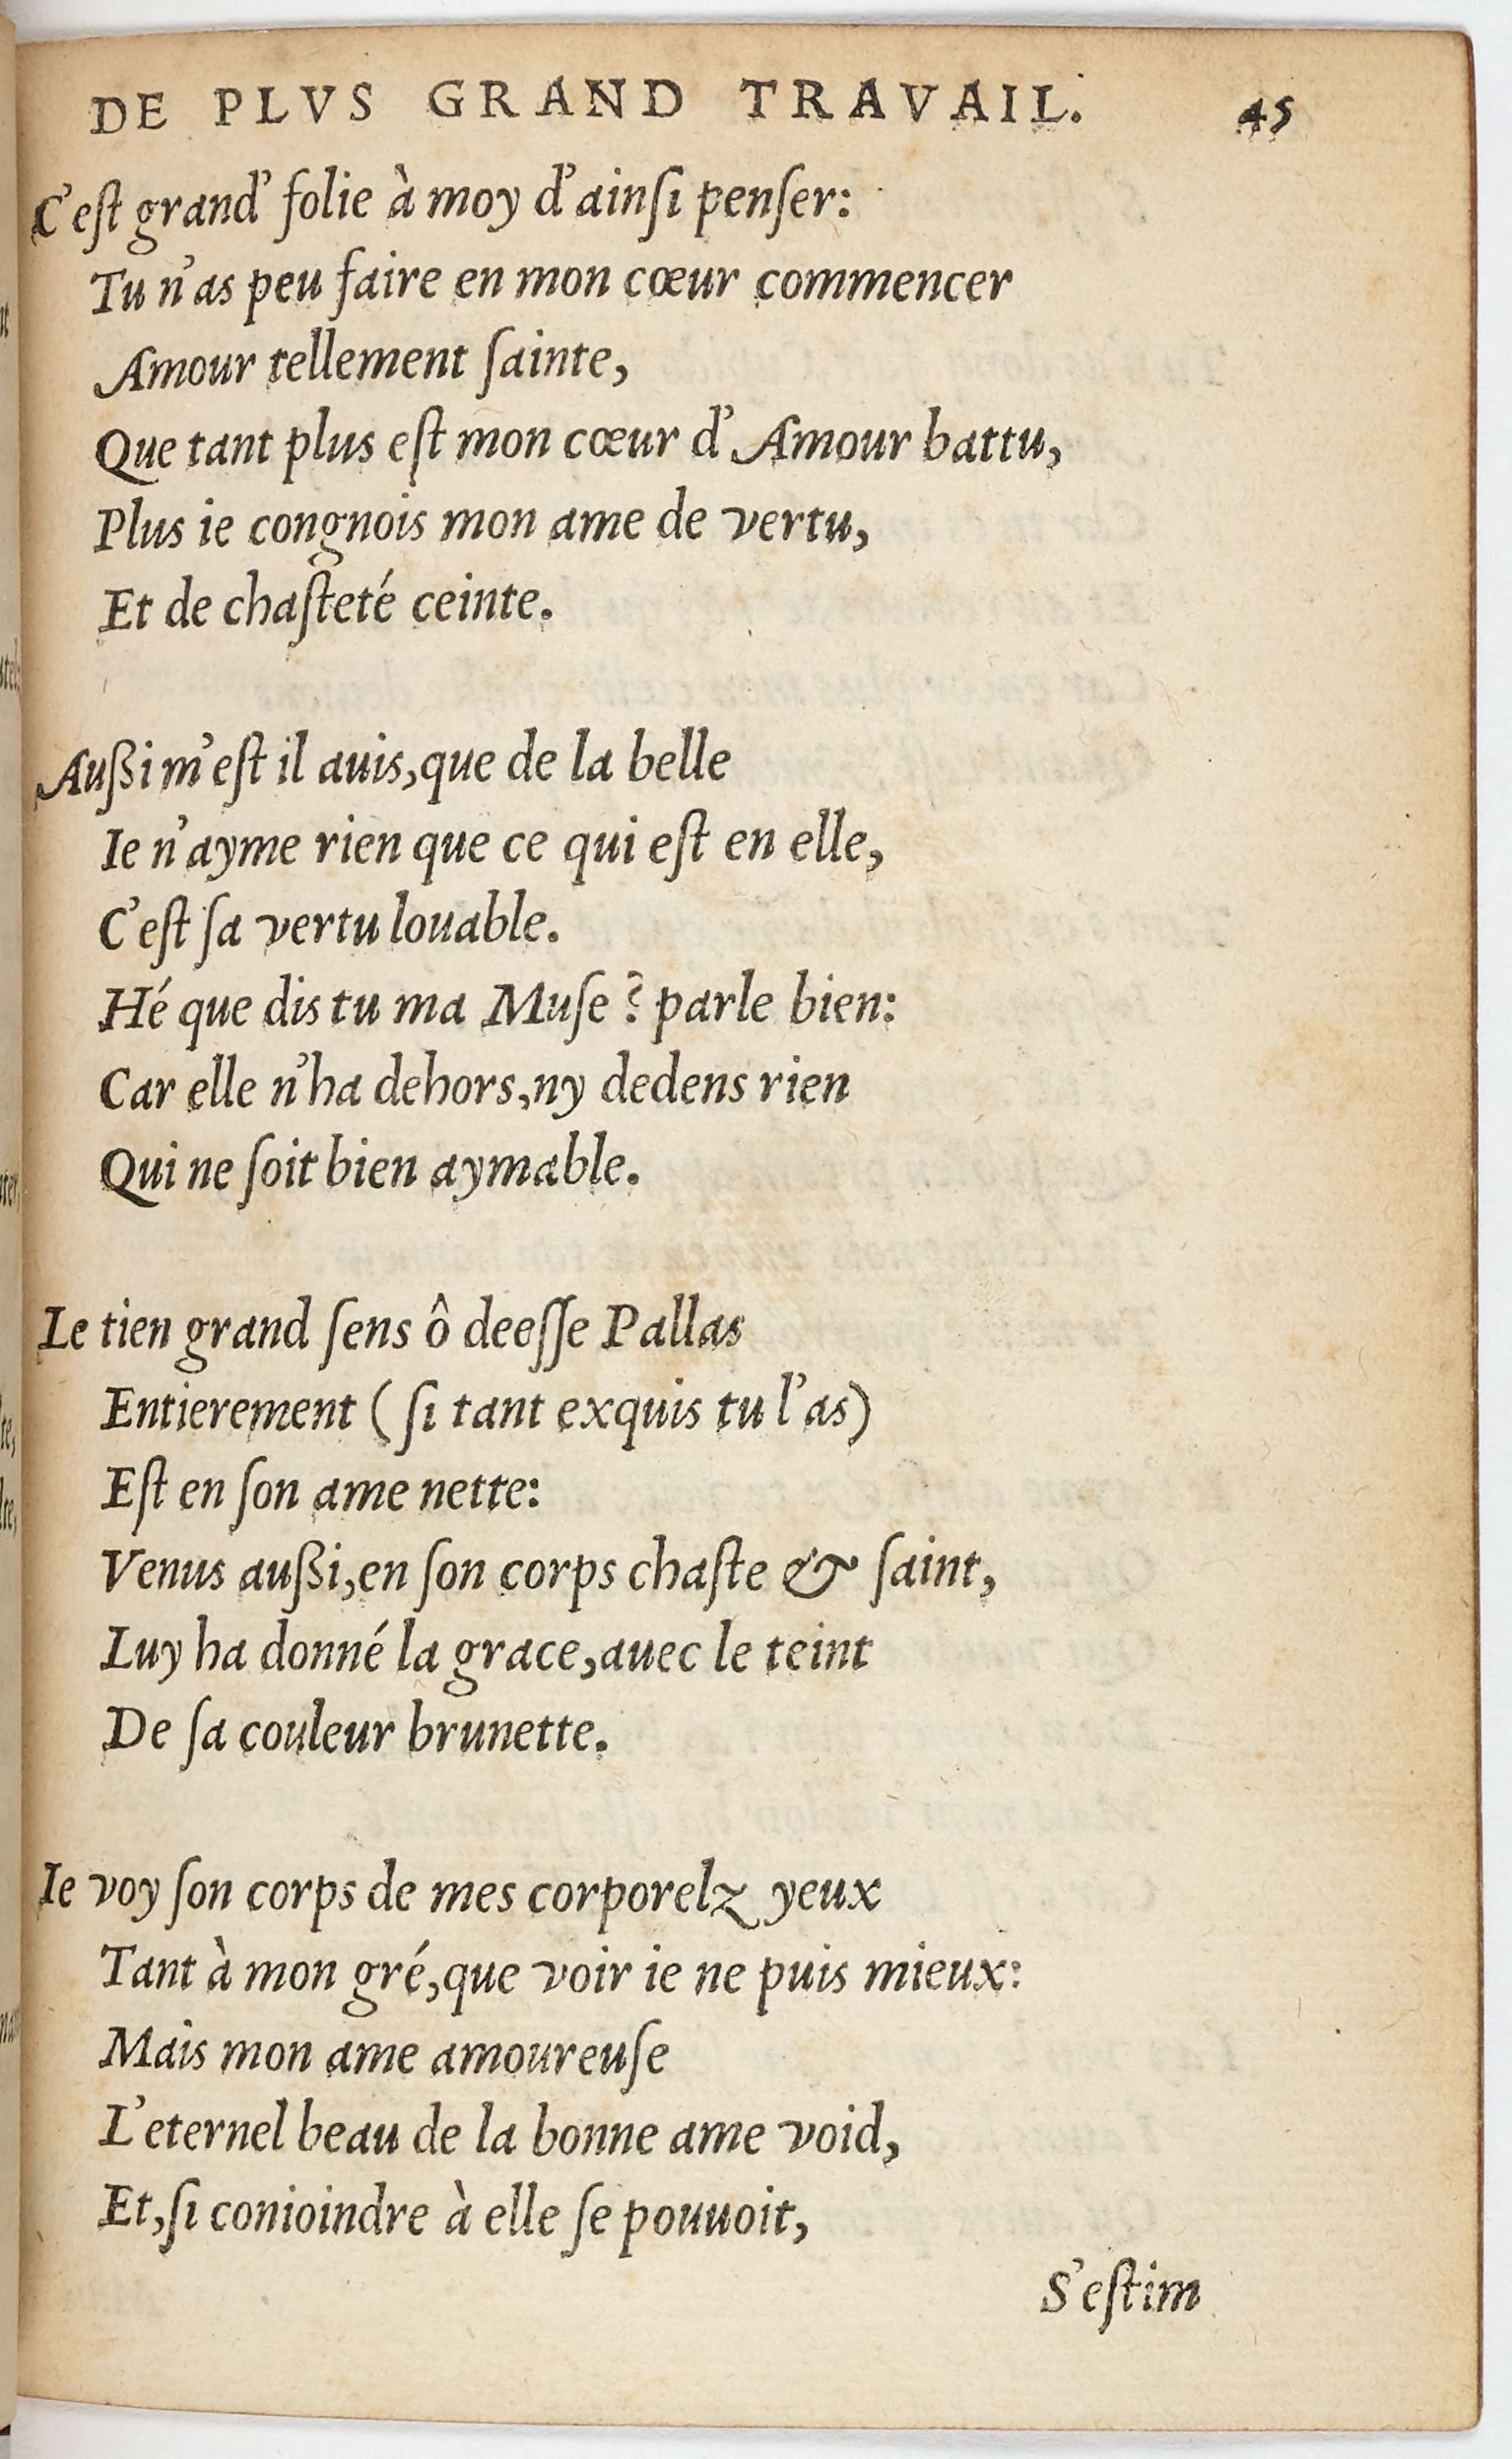 DE PLVS GRAND TRAVAIL. 45
C'eſt grand' folie à moy d'ainſi penſer:
Tu n'as peu faire en mon cœur commencer
Amour tellement ſainte,
Que tant plus eſt mon cœur d'Amour battu,
Plus ie congnois mon ame de vertu,
Et de chaſteté ceinte.
Außi m'eſt il auis, que de la belle
Ie n'ayme rien que ce qui eſt en elle,
C'eſt ſa vertu louable.
Hé que dis tu ma Muſe? parle bien:
Car elle n'ha dehors, ny dedens rien
Qui ne ſoit bien aymable.
Le tien grand ſens ô deeſſe Pallas
Entierement (ſi tant exquis tu l'as)
Eſt en ſon ame nette:
Venus außi, en ſon corps chaſte & ſaint,
Luy ha donné la grace, auec le teint
De ſa couleur brunette.
Ie voy ſon corps de mes corporelz yeux
Tant à mon gré, que voir ie ne puis mieux:
Mais mon ame amoureuſe
L'eternel beau de la bonne ame void,
Et, ſi conioindre à elle ſe pouuoit,
S'eſtim